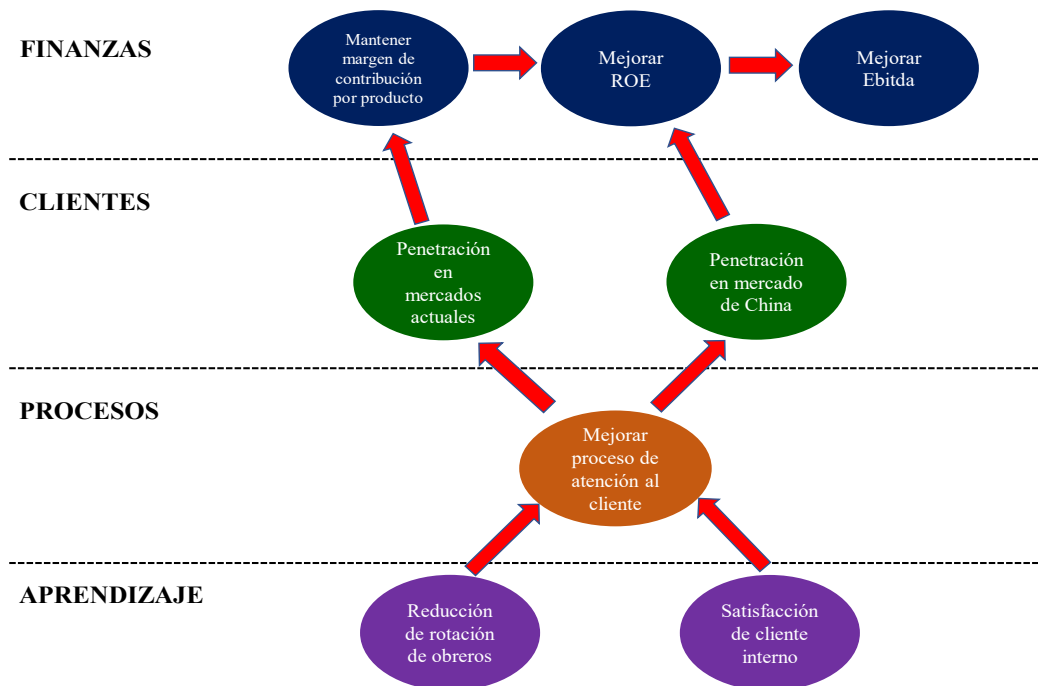 FINANZAS
Mantener
margen de
contribución
por producto
Mejorar
ROE
Mejorar
Ebitda
CLIENTES
Penetración
en
mercados
actuales
Penetración
en mercado
de China
PROCESOS
Mejorar
proceso de
atención al
cliente
APRENDIZAJE
Reducción
de rotación
de obreros
Satisfacción
de cliente
interno